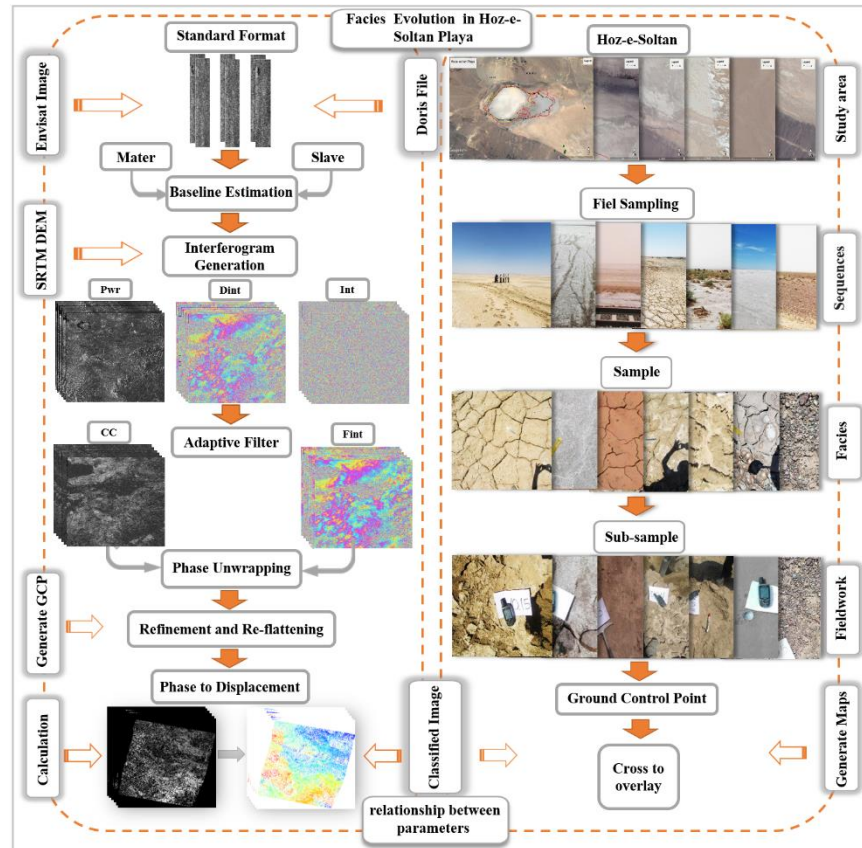 Facies Evolution in Hoz-e-
Soltan Playa
Standard Format
Envisat Image
Doris File
Mater
Slave
Baseline Estimation
SRTM DEM
Interferogram
Generation
Pwr
Dint
Int
Adaptive Filter
CC
Fint
Phase Unwrapping
Generate GCP
Refinement and Re-flattening
Phase to Displacement
Calculation
Classified Image
relationship between
parameters
Hoz-e-Soltan
Study area
Fiel Sampling
Sequences
Sample
Facies
Sub-sample
Fieldwork
Ground Control Point
Generate Maps
Cross to
overlay